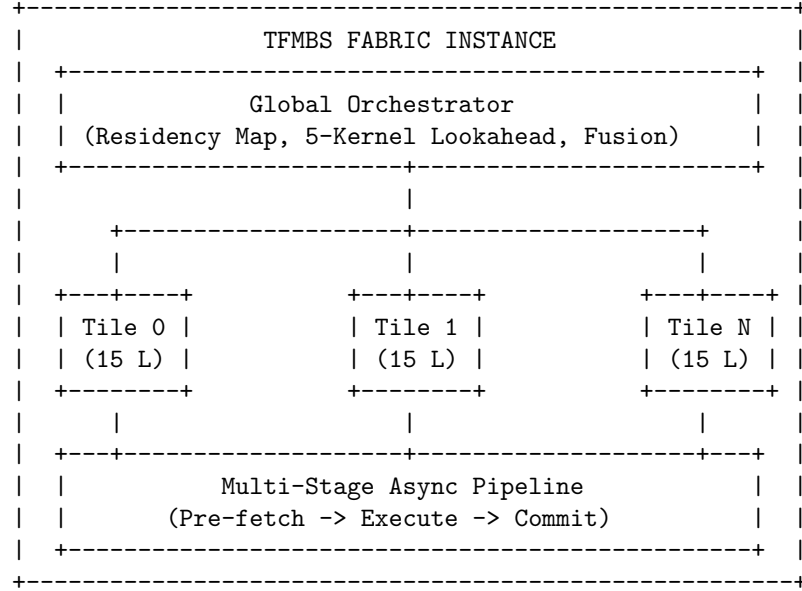 TFMBS FABRIC INSTANCE
Global Orchestrator
(Residency Map, 5-Kernel Lookahead, Fusion)
Tile 0 Tile 1 Tile N
(15 L) (15 L) (15 L)
Multi-Stage Async Pipeline
(Pre-fetch -> Execute -> Commit)